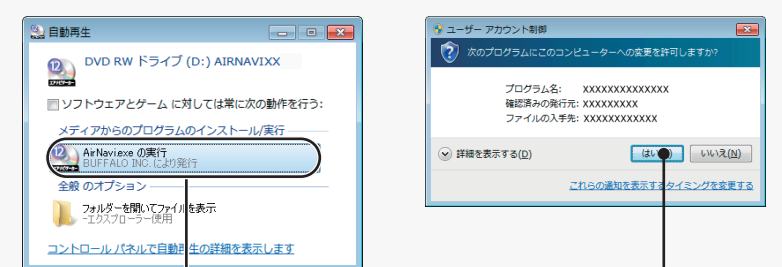 自動再生
DVD RW ドライブ (D:) AIRNAVIXX
ソフトウェアとゲーム に対しては常に次の動作を行う:
メディアからのプログラムのインストール/実行
AirNavi.exe の実行
BUFFALO INC. により発行
全般 のオプション
フォルダーを開いてファイルを表示
-エクスプローラー使用
コントロール パネルで自動再生の詳細を表示します
ユーザー アカウント制御
次のプログラムにこのコンピューターへの変更を許可しますか?
プログラム名: XXXXXXXXXXXXXX
確認済みの発行元: XXXXXXXXX
ファイルの入手先: XXXXXXXXXXXX
詳細を表示する(D)
はい
いいえ(N)
これらの通知を表示するタイミングを変更する